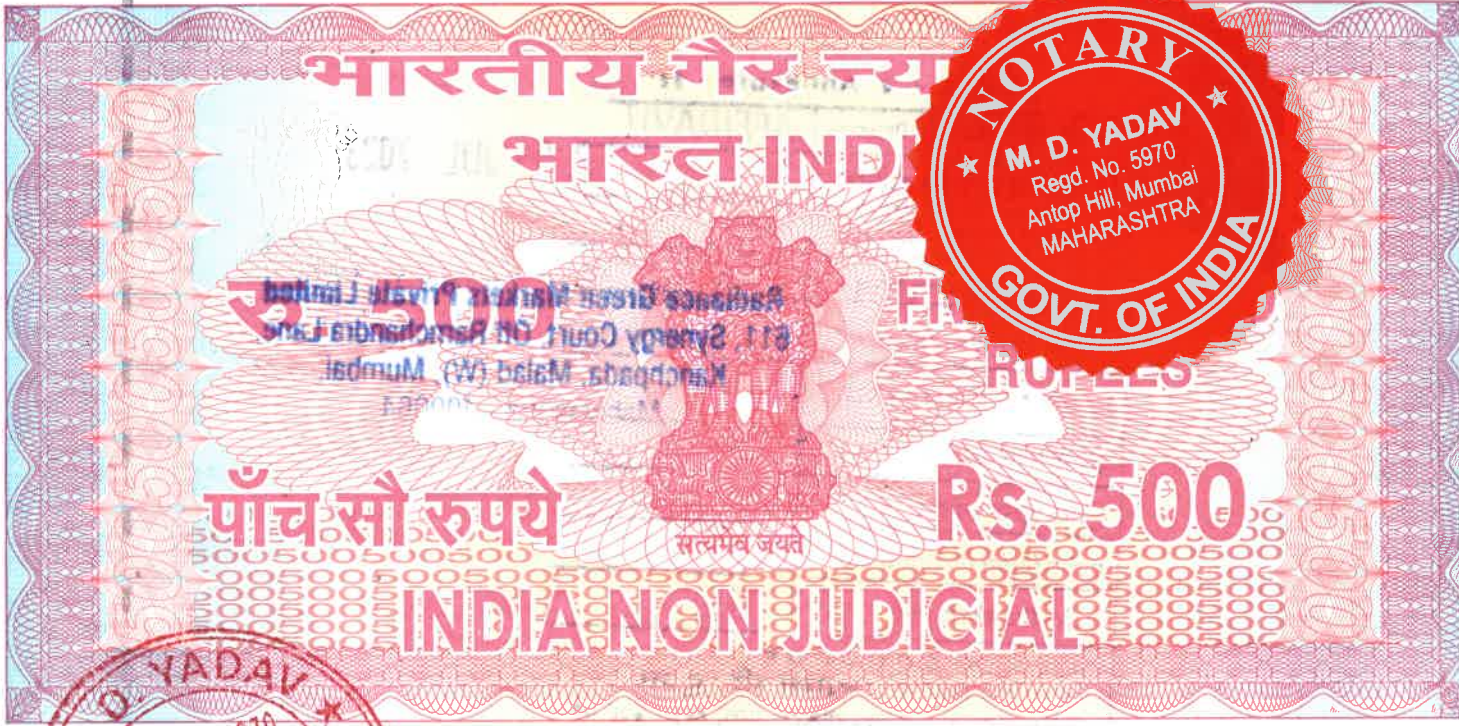 भारतीय गैर न्य
भारत INDI
NOTARY
M. D. YADAV
Regd. No. 5970
Antop Hill, Mumbai
MAHARASHTRA
GOVT. OF INDIA
रु. 500
Radiance Green Markets Private Limited
611, Synergy Court, Off Ramchandra Lane
Kanchpada, Malad (W), Mumbai.
RUPEES
पाँच सौ रुपये
Rs. 500
सत्यमेव जयते
INDIA NON JUDICIAL
D. YADAV